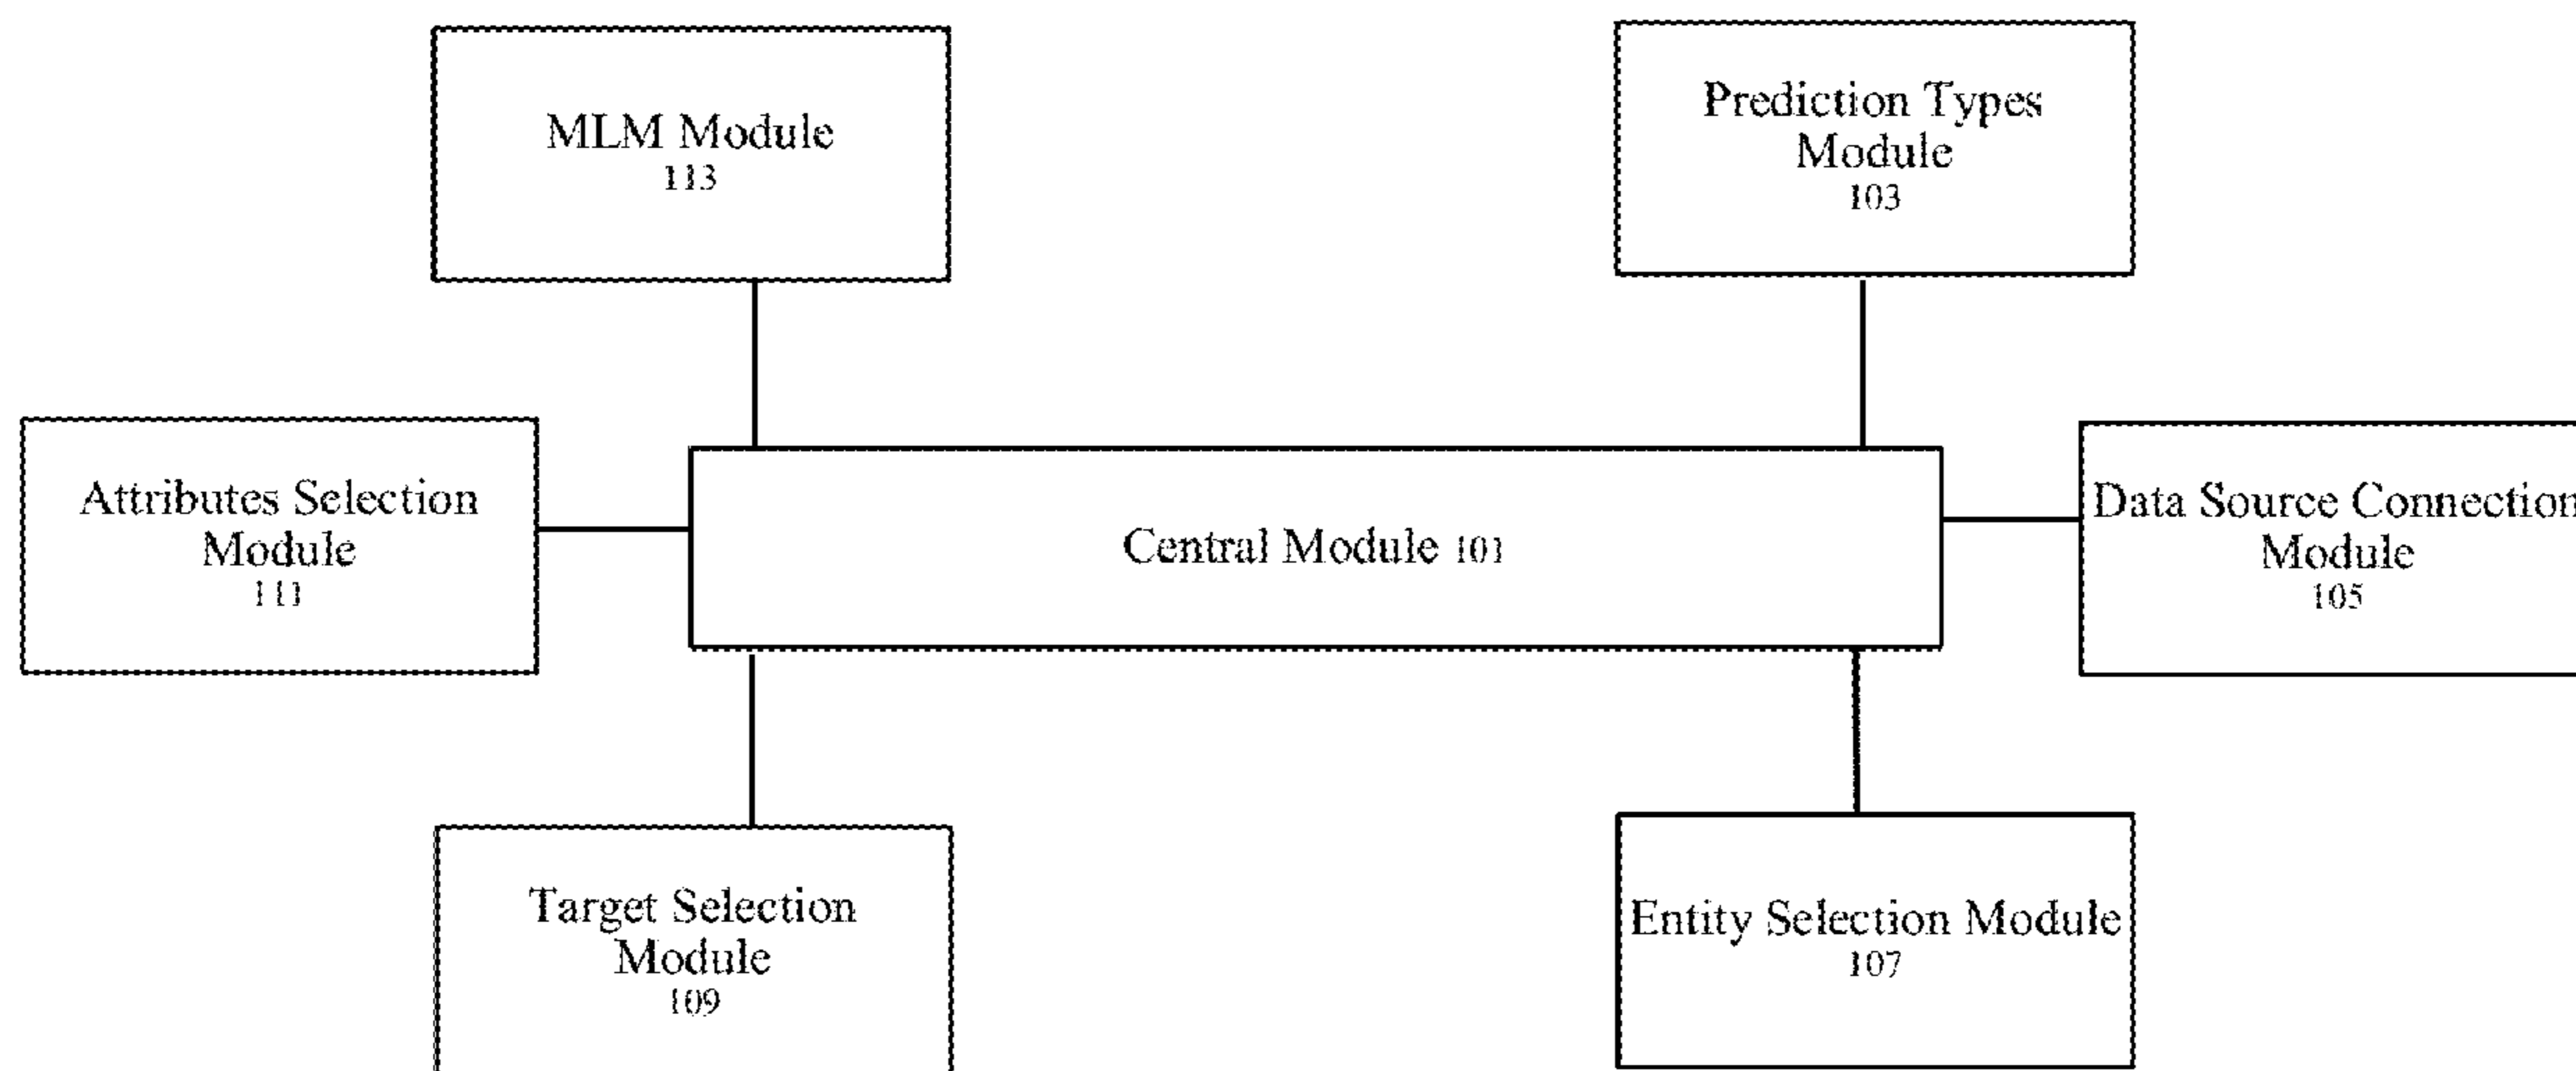 MLM Module
113
Prediction Types
Module
103
Attributes Selection
Module
111
Central Module 101
Data Source Connection
Module
105
Target Selection
Module
109
Entity Selection Module
107